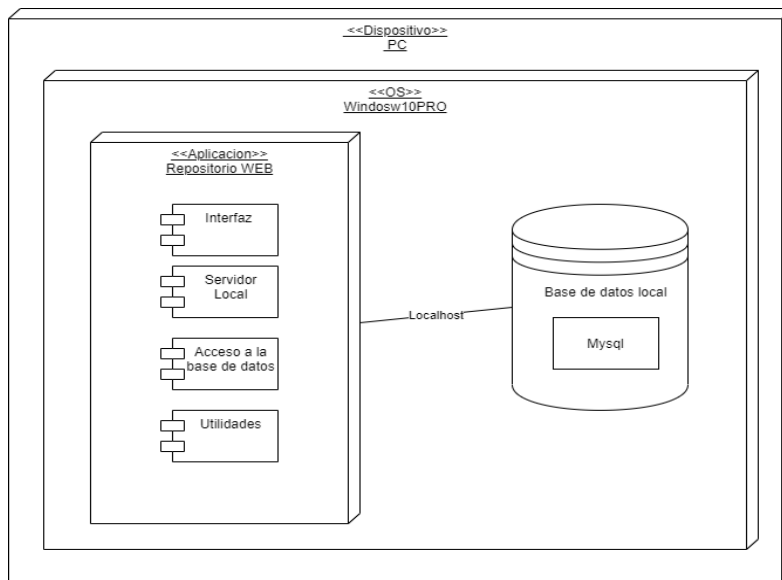 <<Dispositivo>>
PC
<<OS>>
Windosw10PRO
<<Aplicacion>>
Repositorio WEB
Interfaz
Servidor
Local
Acceso a la
base de datos
Utilidades
Localhost
Base de datos local
Mysql